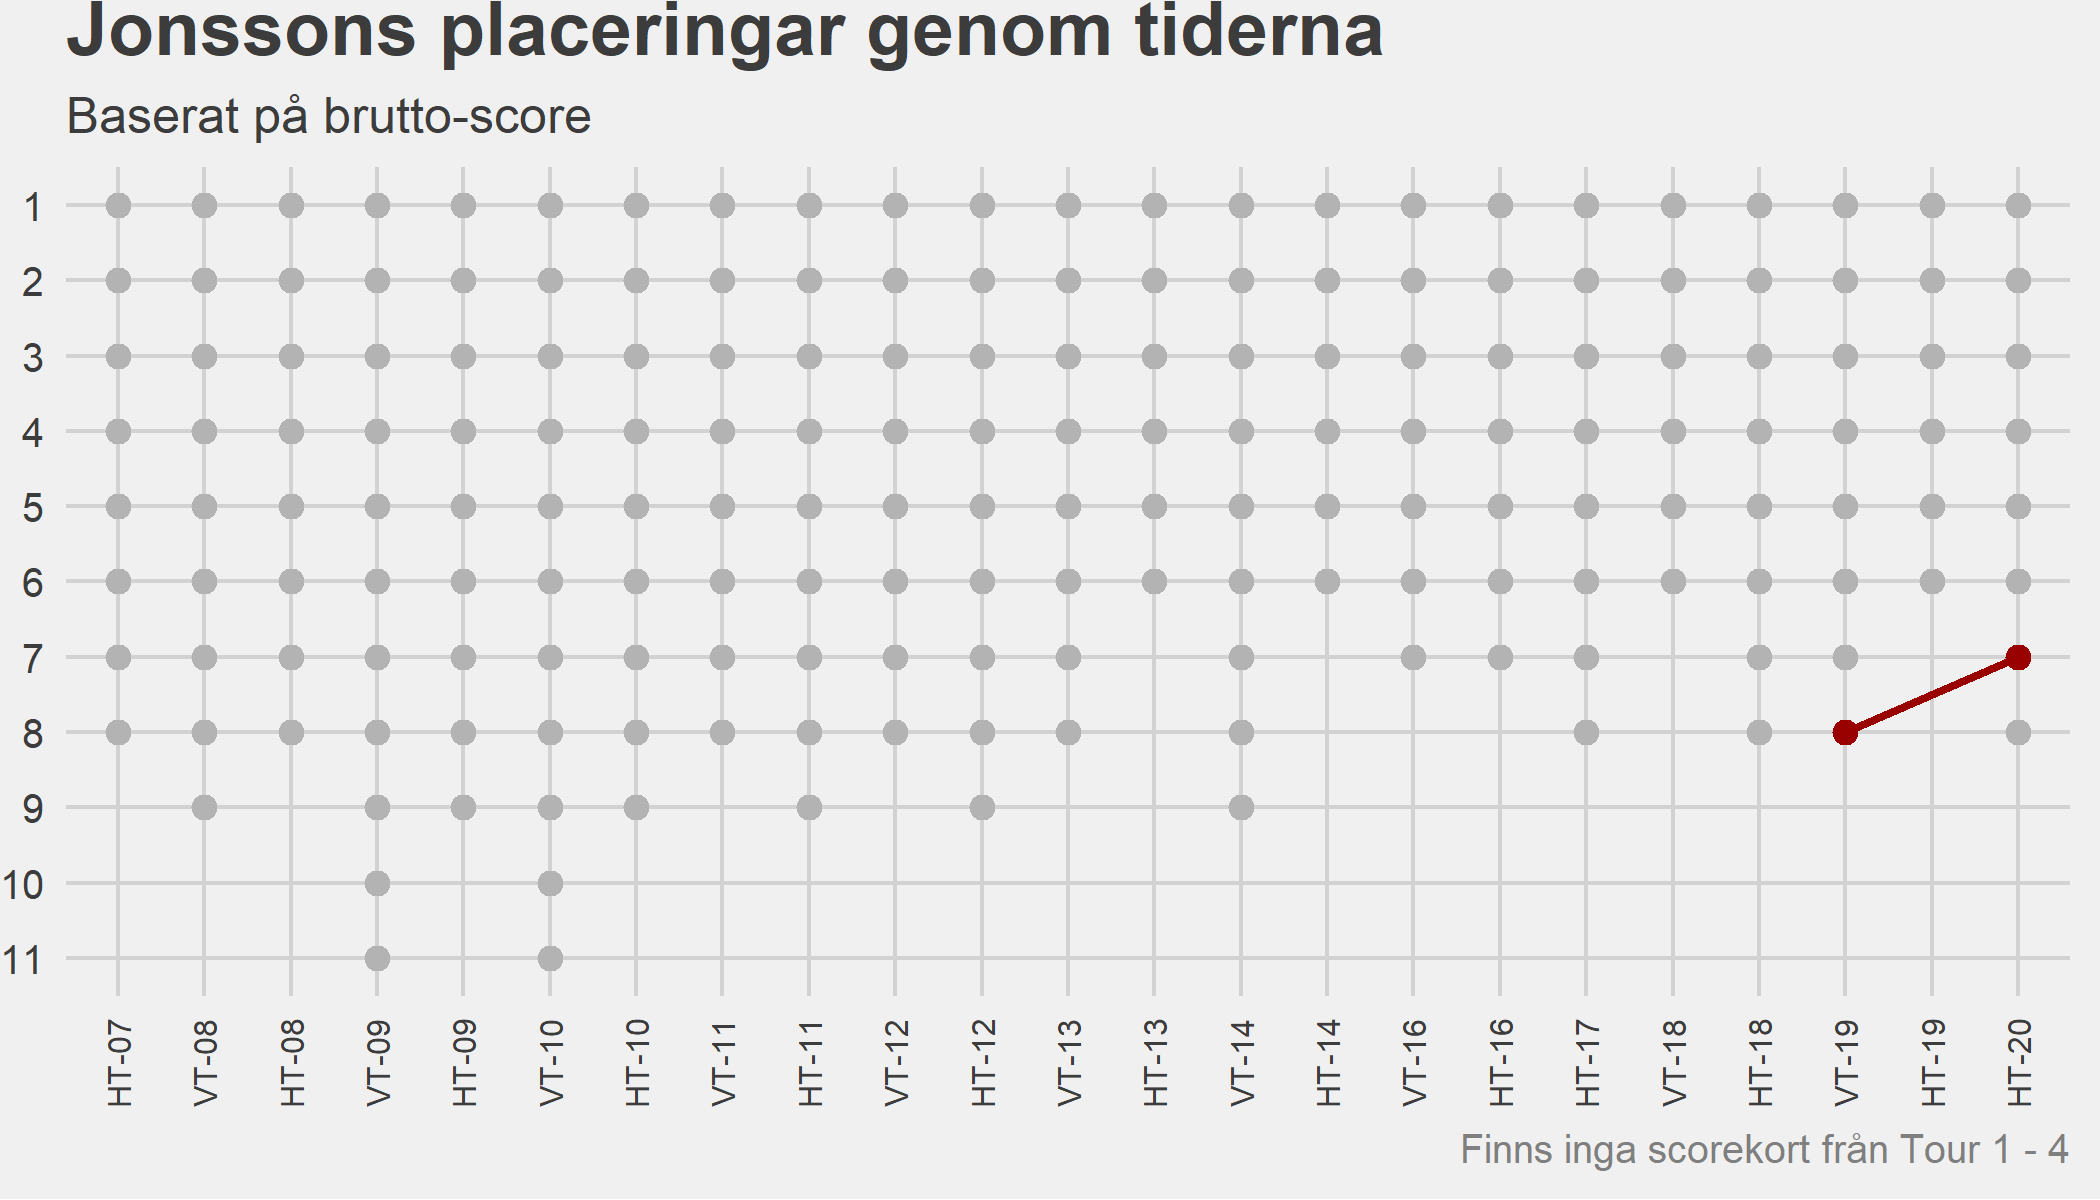 Jonssons placeringar genom tiderna
Baserat på brutto-score
1
2
3
4
5
6
7
8
9
10
11
HT-07
VT-08
HT-08
VT-09
HT-09
VT-10
HT-10
VT-11
HT-11
VT-12
HT-12
VT-13
HT-13
VT-14
HT-14
VT-16
HT-16
HT-17
VT-18
HT-18
VT-19
HT-19
HT-20
Finns inga scorekort från Tour 1 - 4